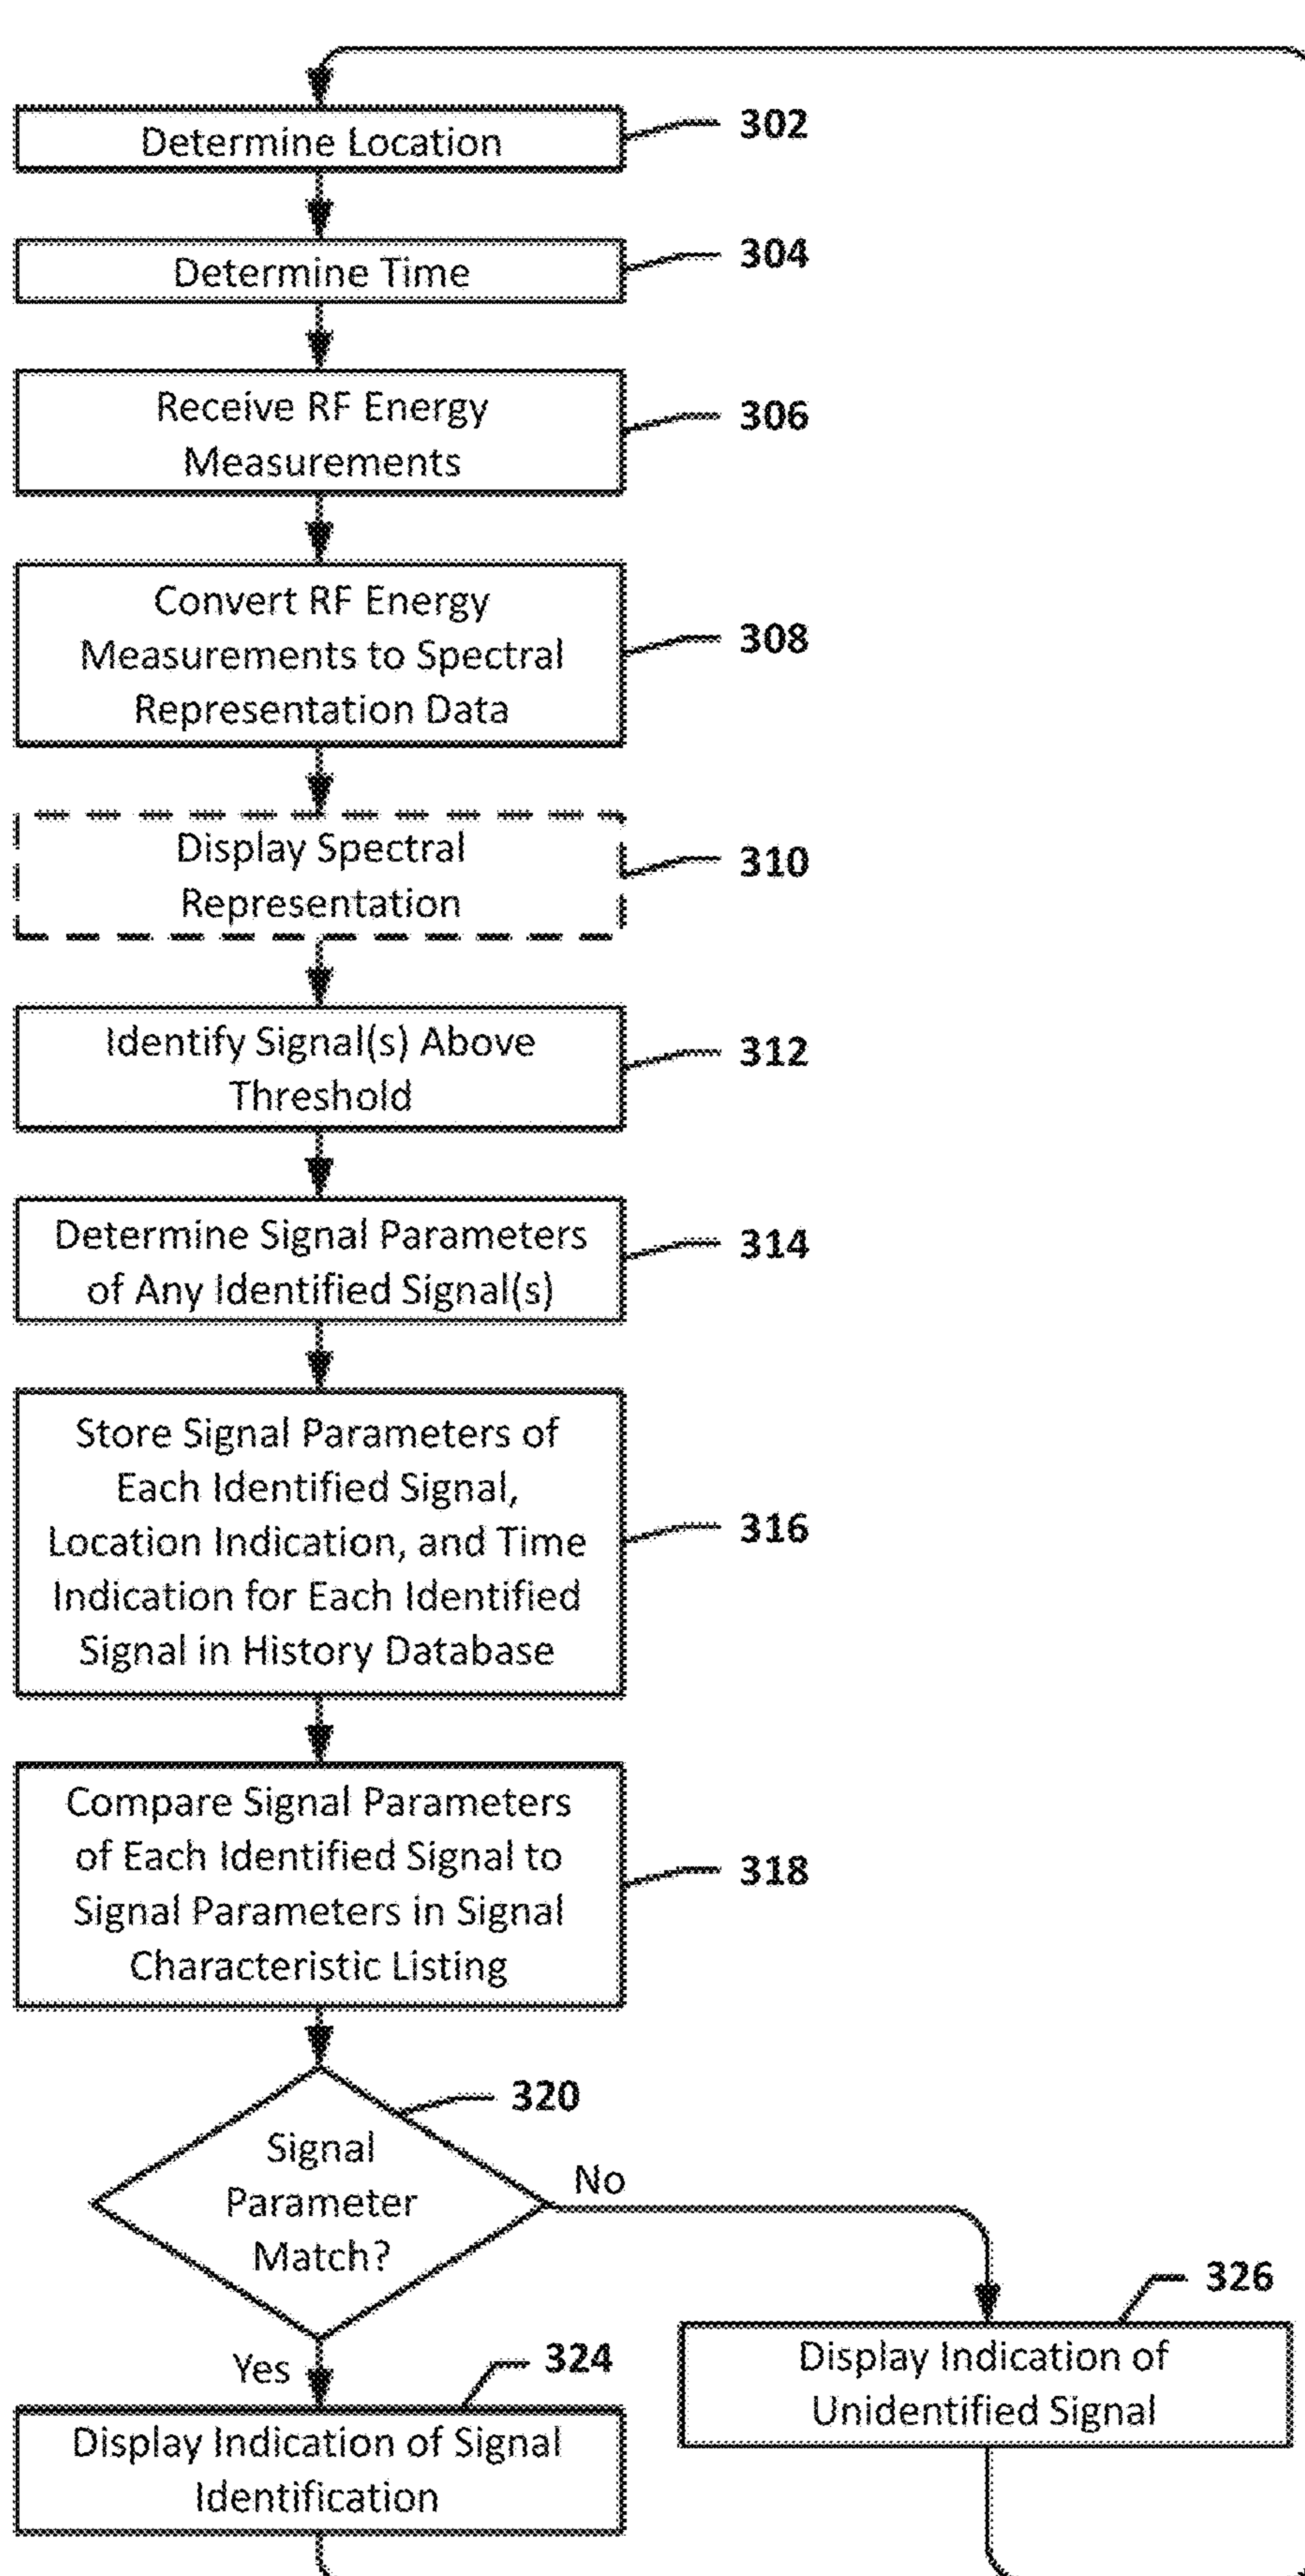 Determine Location
302
Determine Time
304
Receive RF Energy
Measurements
306
Convert RF Energy
Measurements to Spectral
Representation Data
308
Display Spectral
Representation
310
Identify Signal(s) Above
Threshold
312
Determine Signal Parameters
of Any Identified Signal(s)
314
Store Signal Parameters of
Each Identified Signal,
Location Indication, and Time
Indication for Each Identified
Signal in History Database
316
Compare Signal Parameters
of Each Identified Signal to
Signal Parameters in Signal
Characteristic Listing
318
320
Signal
Parameter
Match?
No
Yes
324
Display Indication of Signal
Identification
326
Display Indication of
Unidentified Signal